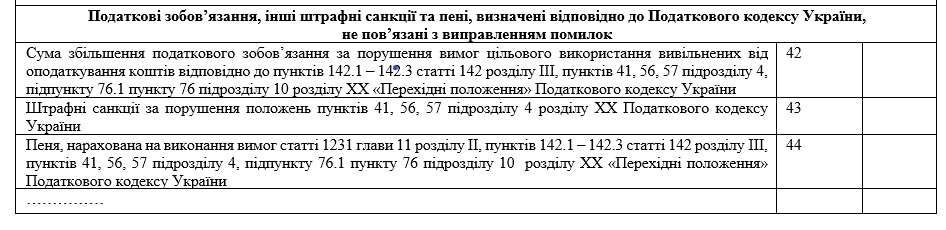 Податкові зобов’язання, інші штрафні санкції та пені, визначені відповідно до Податкового кодексу України,
не пов’язані з виправленням помилок
Сума збільшення податкового зобов’язання за порушення вимог цільового використання вивільнених від
оподаткування коштів відповідно до пунктів 142.1 – 142.3 статті 142 розділу III, пунктів 41, 56, 57 підрозділу 4,
підпункту 76.1 пункту 76 підрозділу 10 розділу XX «Перехідні положення» Податкового кодексу України
42
Штрафні санкції за порушення положень пунктів 41, 56, 57 підрозділу 4 розділу XX Податкового кодексу
України
43
Пеня, нарахована на виконання вимог статті 1231 глави 11 розділу II, пунктів 142.1 – 142.3 статті 142 розділу III,
пунктів 41, 56, 57 підрозділу 4, підпункту 76.1 пункту 76 підрозділу 10 розділу XX «Перехідні положення»
Податкового кодексу України
44
……………